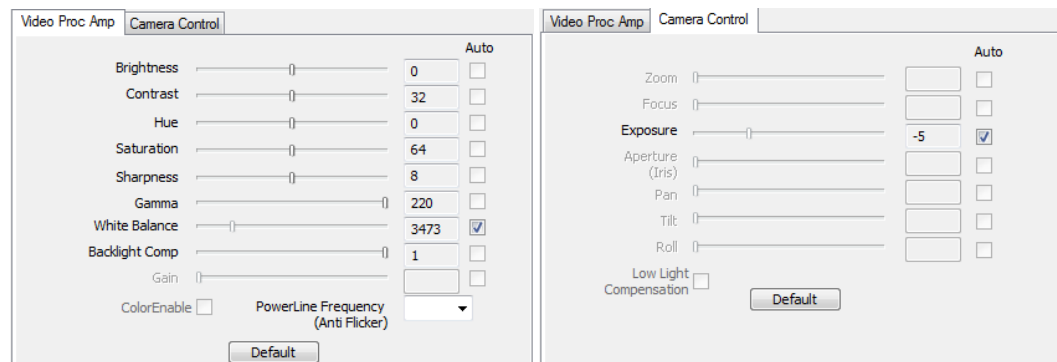 Video Proc Amp Camera Control
Auto
Brightness 0
Contrast 32
Hue 0
Saturation 64
Sharpness 8
Gamma 220
White Balance 3473
Backlight Comp 1
Gain
ColorEnable PowerLine Frequency
(Anti Flicker)
Default
Video Proc Amp Camera Control
Auto
Zoom
Focus
Exposure -5
Aperture
(Iris)
Pan
Tilt
Roll
Low Light
Compensation
Default